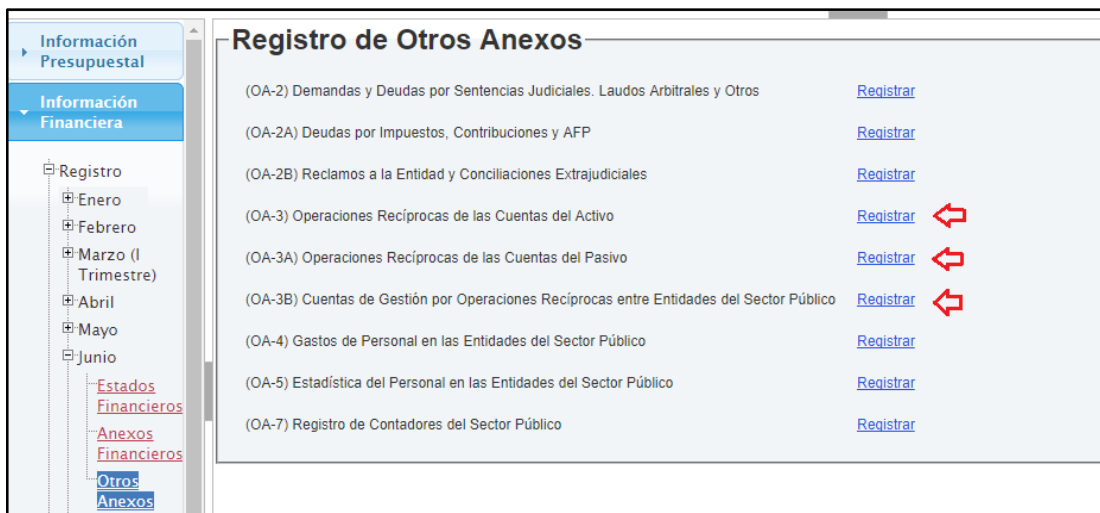 Información
Presupuestal
Información
Financiera
Registro
Enero
Febrero
Marzo (I
Trimestre)
Abril
Mayo
Junio
Estados
Financieros
Anexos
Financieros
Otros
Anexos
Registro de Otros Anexos
(OA-2) Demandas y Deudas por Sentencias Judiciales. Laudos Arbitrales y Otros Registrar
(OA-2A) Deudas por Impuestos, Contribuciones y AFP Registrar
(OA-2B) Reclamos a la Entidad y Conciliaciones Extrajudiciales Registrar
(OA-3) Operaciones Recíprocas de las Cuentas del Activo Registrar
(OA-3A) Operaciones Recíprocas de las Cuentas del Pasivo Registrar
(OA-3B) Cuentas de Gestión por Operaciones Recíprocas entre Entidades del Sector Público Registrar
(OA-4) Gastos de Personal en las Entidades del Sector Público Registrar
(OA-5) Estadística del Personal en las Entidades del Sector Público Registrar
(OA-7) Registro de Contadores del Sector Público Registrar